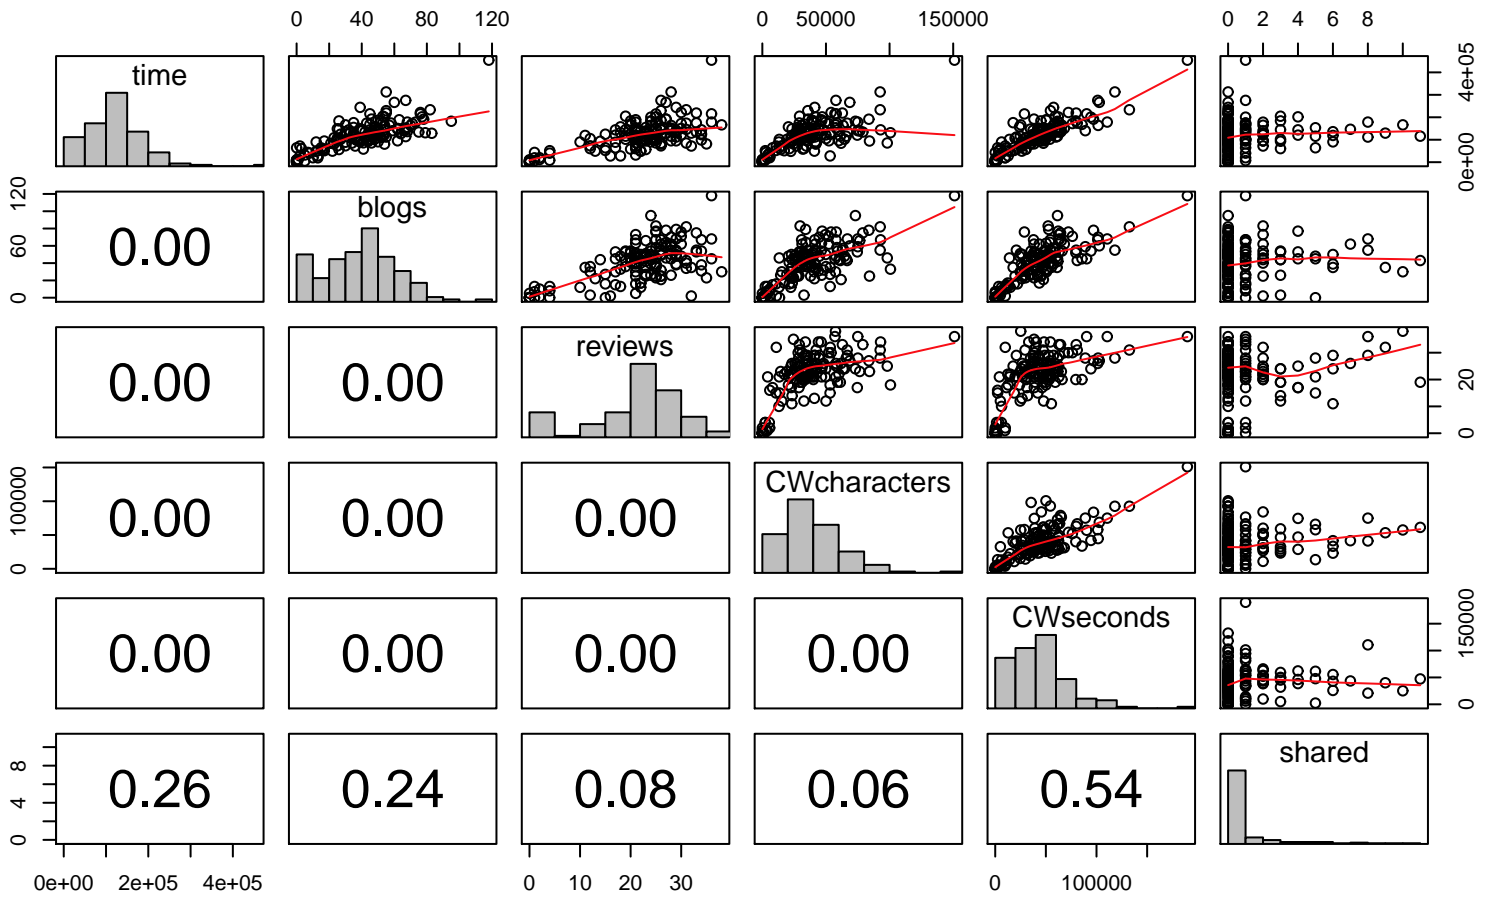 0 40 80 120 0 50000 150000 0 2 4 6 8
time 0e+00 4e+05
0 60 120 0.00 blogs
0.00 0.00 reviews 0 20
0 100000 0.00 0.00 0.00 CWcharacters
0.00 0.00 0.00 0.00 CWseconds 0 150000
0 4 8 0.26 0.24 0.08 0.06 0.54 shared
0e+00 2e+05 4e+05 0 10 20 30 0 100000